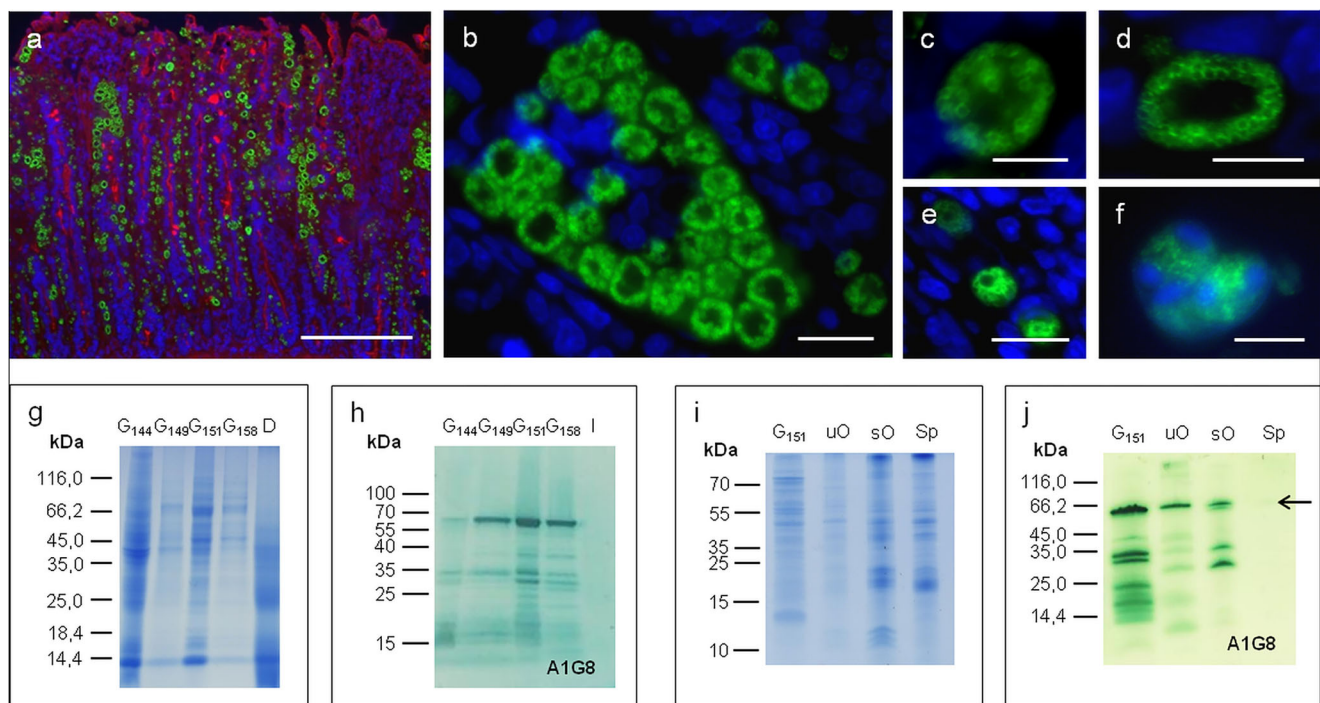 a
b
c
d
e
f
g
G144 G149 G151 G158 D
kDa
116,0
66,2
45,0
35,0
25,0
18,4
14,4
h
G144 G149 G151 G158 I
100
70
55
40
35
25
15
A1G8
i
G151 uO sO Sp
kDa
70
55
35
25
15
10
j
G151 uO sO Sp
kDa
116,0
66,2
45,0
35,0
25,0
14,4
A1G8